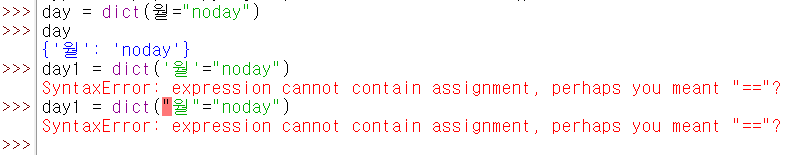 >>> day = dict(월="noday")
>>> day
{'월': 'noday'}
>>> day1 = dict('월'="noday")
SyntaxError: expression cannot contain assignment, perhaps you meant "=="?
>>> day1 = dict("월"="noday")
SyntaxError: expression cannot contain assignment, perhaps you meant "=="?
>>>